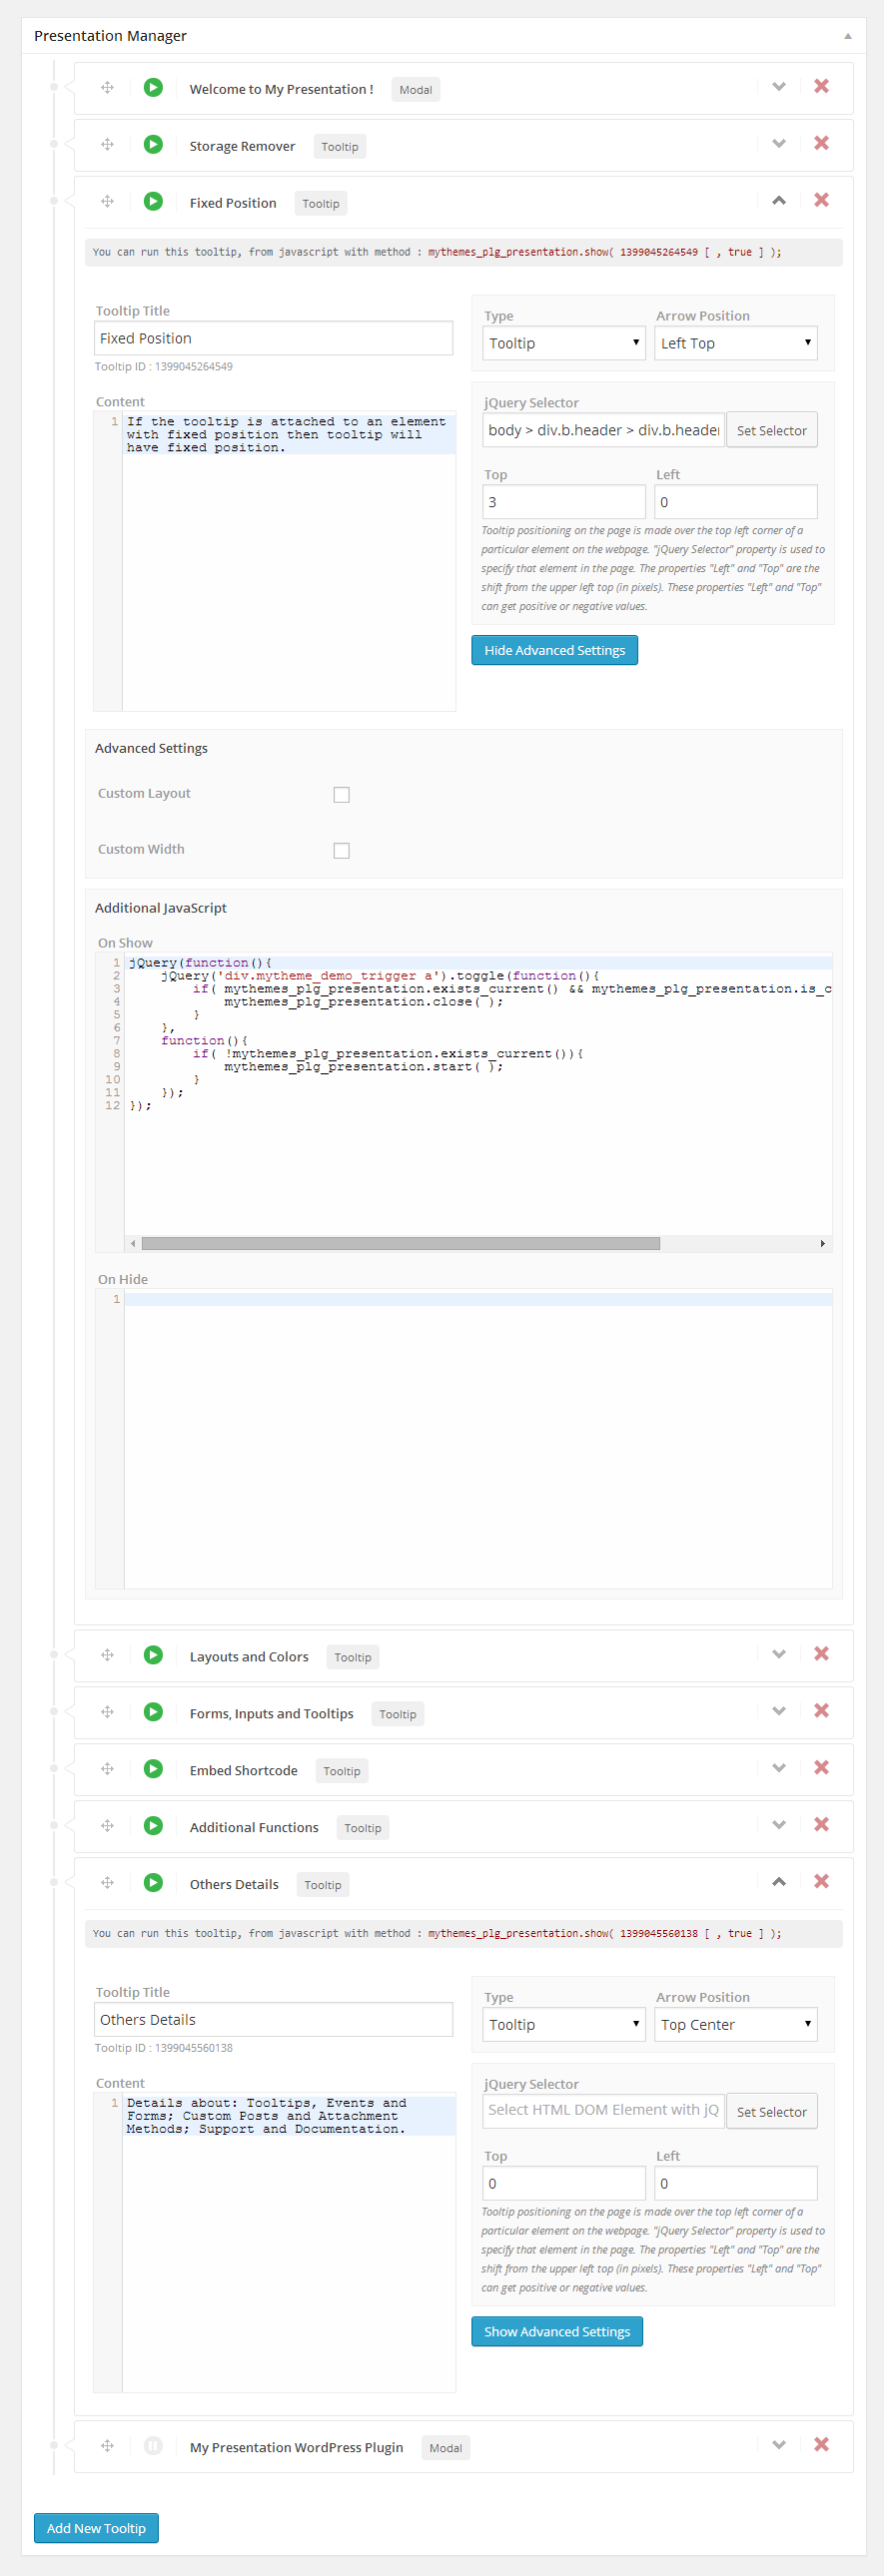 Presentation Manager
Welcome to My Presentation ! Modal
Storage Remover Tooltip
Fixed Position Tooltip
You can run this tooltip, from javascript with method : mythemes_plg_presentation.show( 1399045264549 [ , true ] );
Tooltip Title
Fixed Position
Tooltip ID : 1399045264549
Type Arrow Position
Tooltip Left Top
Content
1 If the tooltip is attached to an element
with fixed position then tooltip will
have fixed position.
jQuery Selector
body > div.b.header > div.b.header Set Selector
Top Left
3 0
Tooltip positioning on the page is made over the top left corner of a
particular element on the webpage. "jQuery Selector" property is used to
specify that element in the page. The properties "Left" and "Top" are the
shift from the upper left top (in pixels). These properties "Left" and "Top"
can get positive or negative values.
Hide Advanced Settings
Advanced Settings
Custom Layout
Custom Width
Additional JavaScript
On Show
1 jQuery(function(){
2 jQuery('div.mytheme_demo_trigger a').toggle(function(){
3 if( mythemes_plg_presentation.exists_current() && mythemes_plg_presentation.is_c
4 mythemes_plg_presentation.close( );
5 }
6 },
7 function(){
8 if( !mythemes_plg_presentation.exists_current()){
9 mythemes_plg_presentation.start( );
10 }
11 });
12 });
On Hide
1
Layouts and Colors Tooltip
Forms, Inputs and Tooltips Tooltip
Embed Shortcode Tooltip
Additional Functions Tooltip
Others Details Tooltip
You can run this tooltip, from javascript with method : mythemes_plg_presentation.show( 1399045560138 [ , true ] );
Tooltip Title
Others Details
Tooltip ID : 1399045560138
Type Arrow Position
Tooltip Top Center
Content
1 Details about: Tooltips, Events and
Forms; Custom Posts and Attachment
Methods; Support and Documentation.
jQuery Selector
Select HTML DOM Element with jQ Set Selector
Top Left
0 0
Tooltip positioning on the page is made over the top left corner of a
particular element on the webpage. "jQuery Selector" property is used to
specify that element in the page. The properties "Left" and "Top" are the
shift from the upper left top (in pixels). These properties "Left" and "Top"
can get positive or negative values.
Show Advanced Settings
My Presentation WordPress Plugin Modal
Add New Tooltip